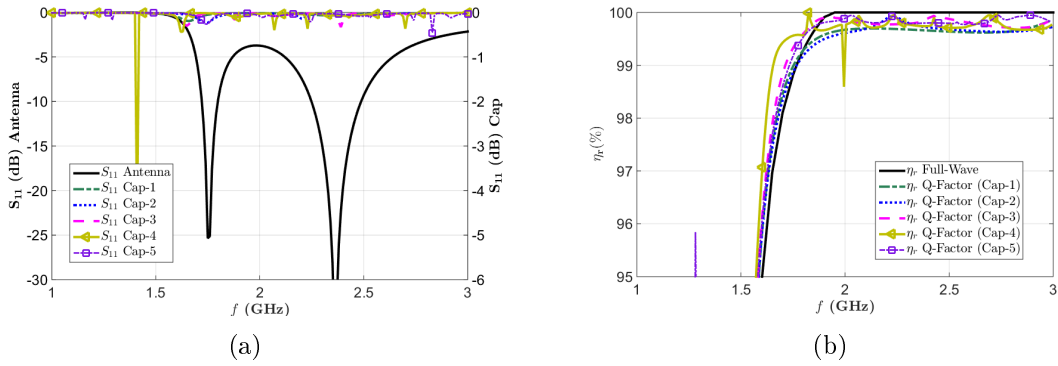 0
-5
-10
-15
-20
-25
-30
S₁₁ (dB) Antenna
S₁₁ Antenna
S₁₁ Cap-1
S₁₁ Cap-2
S₁₁ Cap-3
S₁₁ Cap-4
S₁₁ Cap-5
0
-1
-2
-3
-4
-5
-6
S₁₁ (dB) Cap
1 1.5 2 2.5 3
f (GHz)
(a)
100
99
98
97
96
95
ηᵣ(%)
ηᵣ Full-Wave
ηᵣ Q-Factor (Cap-1)
ηᵣ Q-Factor (Cap-2)
ηᵣ Q-Factor (Cap-3)
ηᵣ Q-Factor (Cap-4)
ηᵣ Q-Factor (Cap-5)
1 1.5 2 2.5 3
f (GHz)
(b)